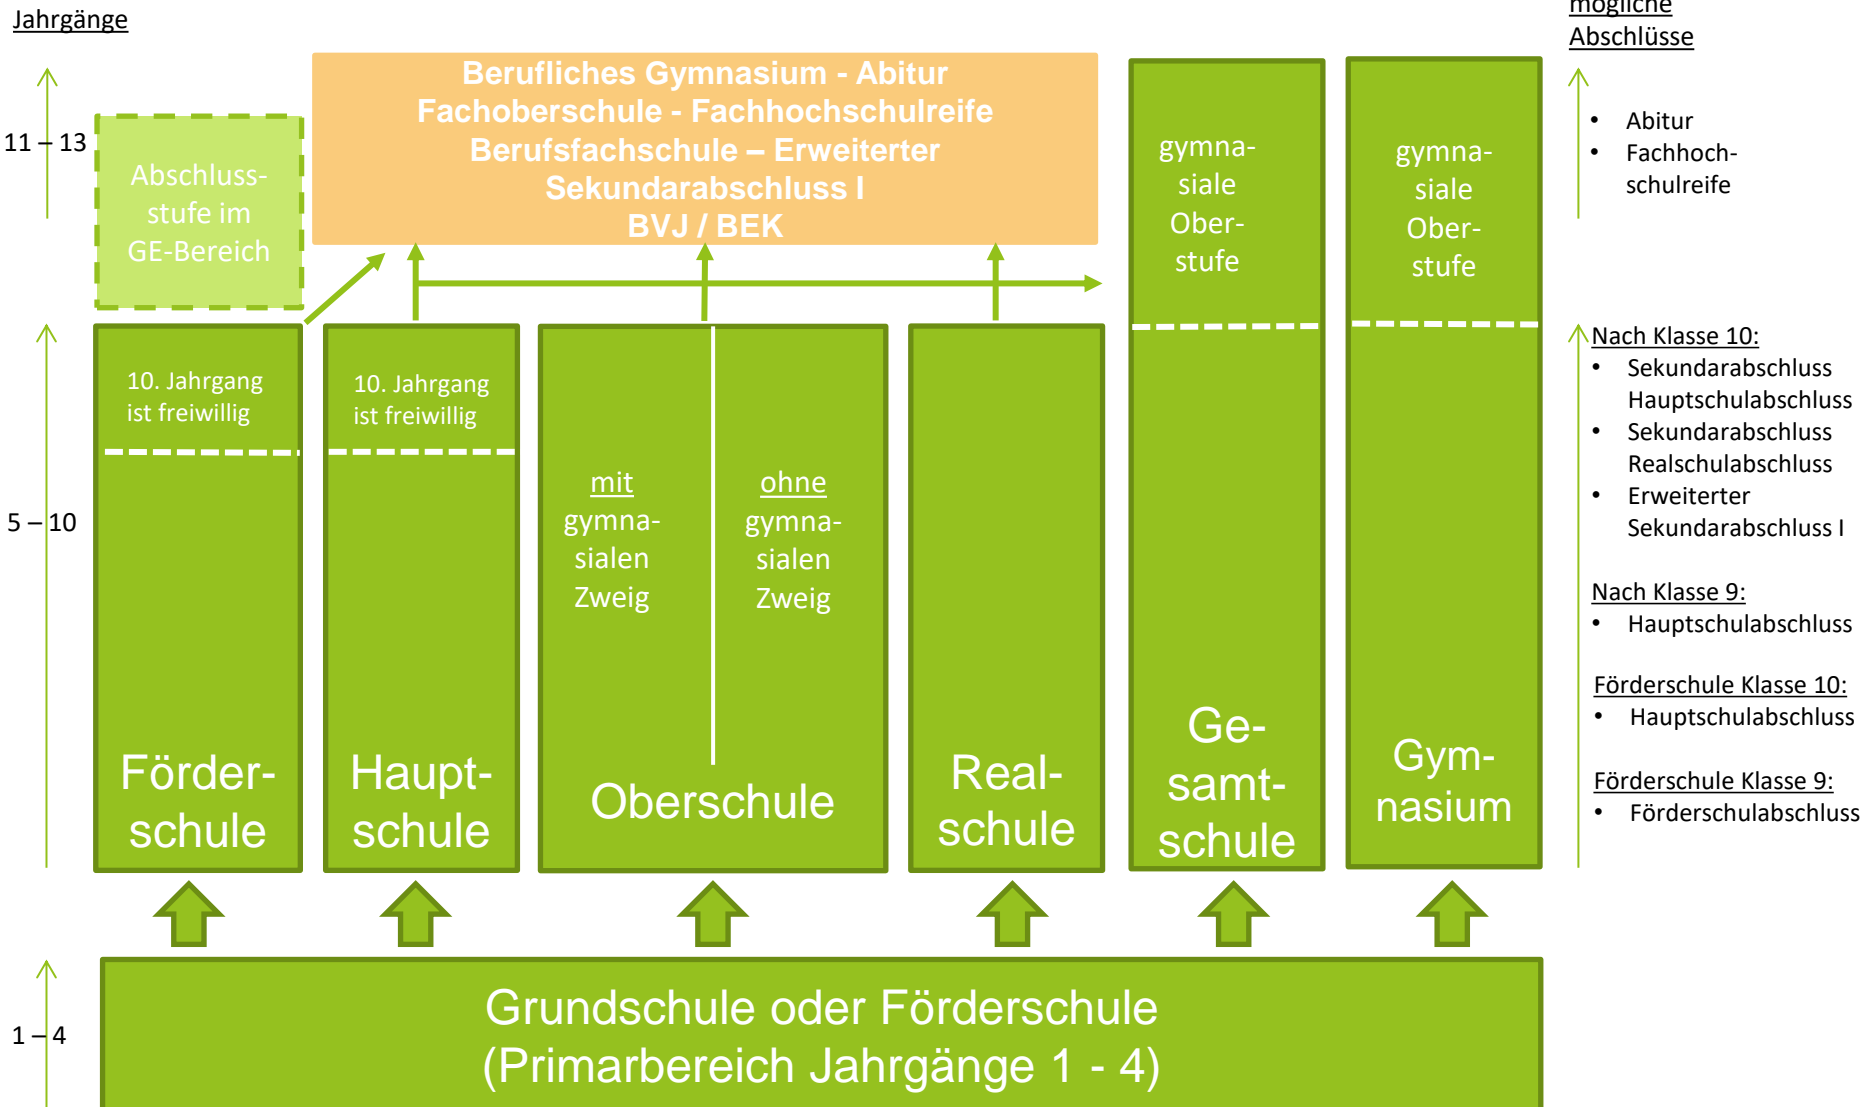 Jahrgänge
mögliche
Abschlüsse
Berufliches Gymnasium - Abitur
Fachoberschule - Fachhochschulreife
Berufsfachschule – Erweiterter
Sekundarabschluss I
BVJ / BEK
11 – 13
Abschluss-
stufe im
GE-Bereich
gymna-
siale
Ober-
stufe
gymna-
siale
Ober-
stufe
• Abitur
• Fachhoch-
schulreife
5 – 10
10. Jahrgang
ist freiwillig
Förder-
schule
10. Jahrgang
ist freiwillig
Haupt-
schule
mit
gymna-
sialen
Zweig
ohne
gymna-
sialen
Zweig
Oberschule
Real-
schule
Ge-
samt-
schule
Gym-
nasium
Nach Klasse 10:
• Sekundarabschluss
Hauptschulabschluss
• Sekundarabschluss
Realschulabschluss
• Erweiterter
Sekundarabschluss I
Nach Klasse 9:
• Hauptschulabschluss
Förderschule Klasse 10:
• Hauptschulabschluss
Förderschule Klasse 9:
• Förderschulabschluss
1 – 4
Grundschule oder Förderschule
(Primarbereich Jahrgänge 1 - 4)